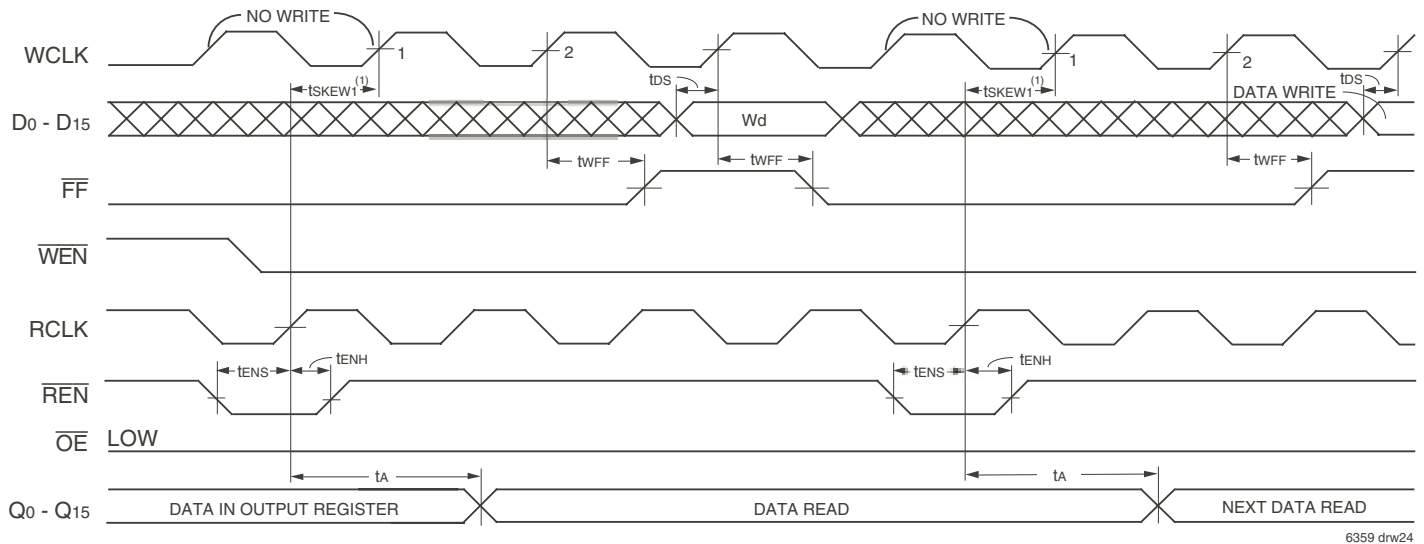 NO WRITE
NO WRITE
WCLK
1
2
1
2
tSKEW1(1)
tDS
tSKEW1(1)
tDS
DATA WRITE
D0 - D15
Wd
tWFF
tWFF
tWFF
FF
WEN
RCLK
tENS
tENH
tENS
tENH
REN
OE
LOW
tA
tA
Q0 - Q15
DATA IN OUTPUT REGISTER
DATA READ
NEXT DATA READ
6359 drw24